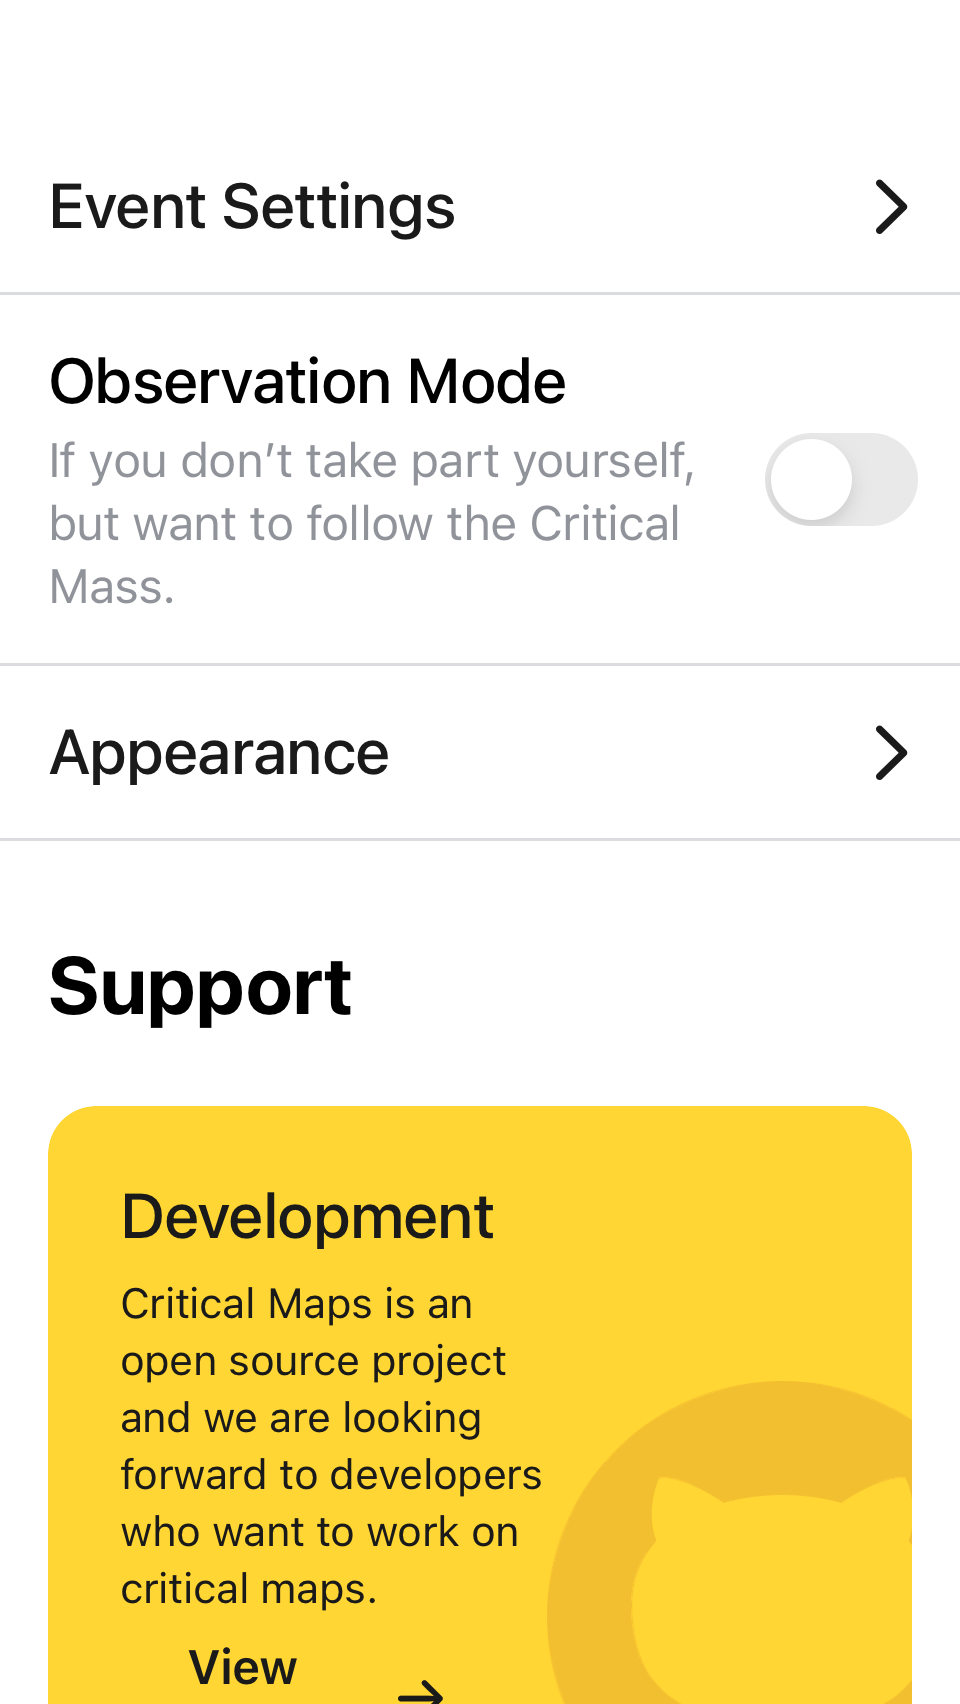 Event Settings
Observation Mode
If you don’t take part yourself,
but want to follow the Critical
Mass.
Appearance
Support
Development
Critical Maps is an
open source project
and we are looking
forward to developers
who want to work on
critical maps.
View